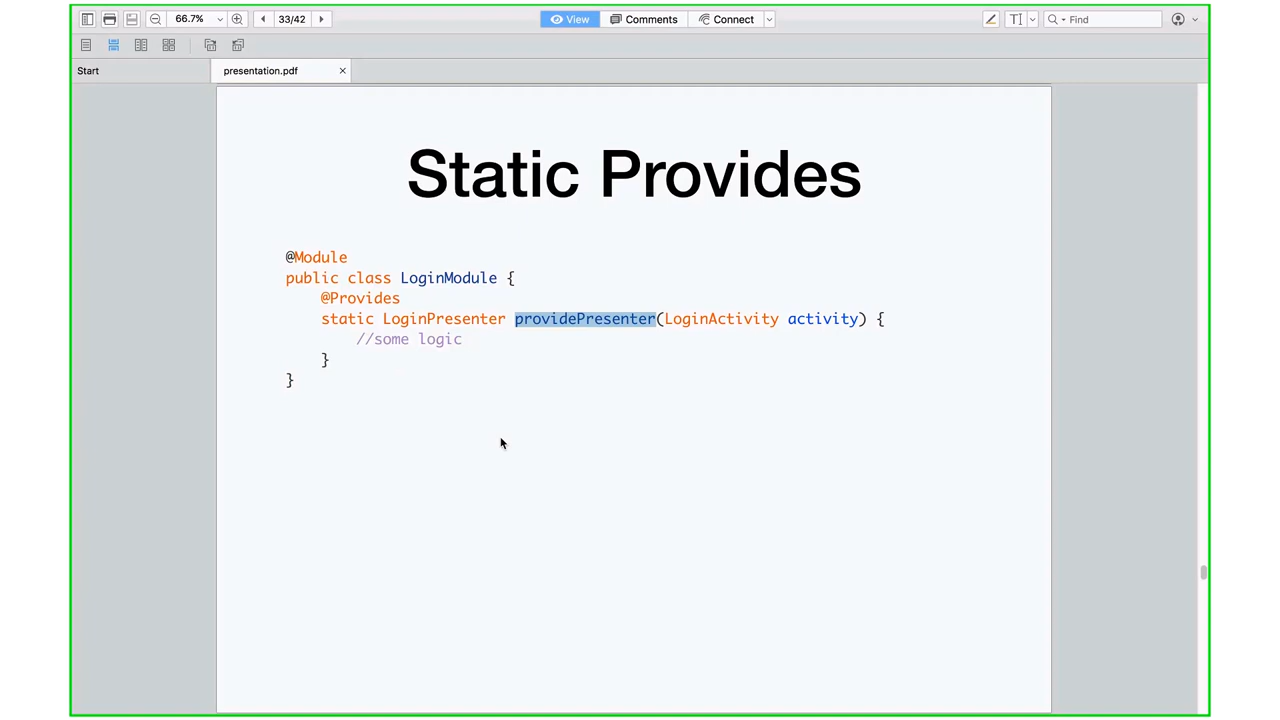 66.7%
33/42
View
Comments
Connect
Find
Start
presentation.pdf
Static Provides
@Module
public class LoginModule {
@Provides
static LoginPresenter providePresenter(LoginActivity activity) {
//some logic
}
}